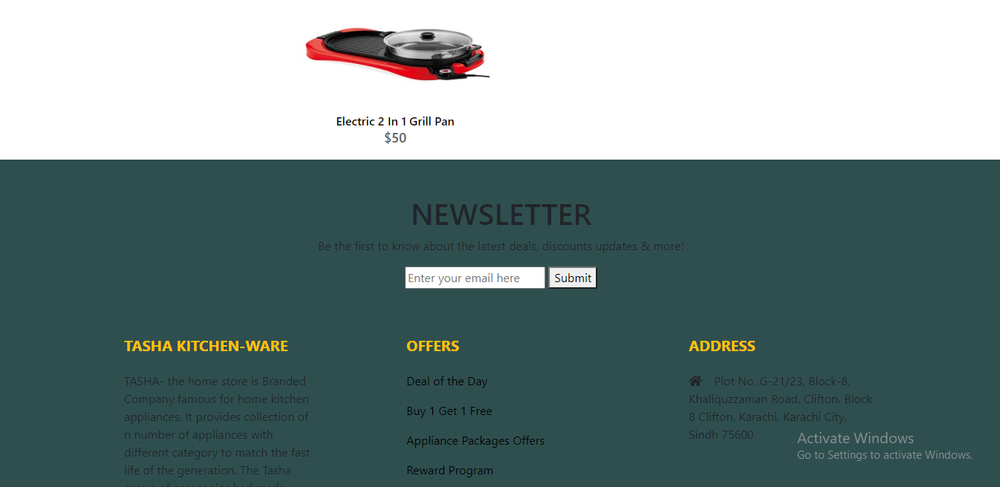 Electric 2 In 1 Grill Pan
$50
NEWSLETTER
Be the first to know about the latest deals, discounts updates & more!
Enter your email here Submit
TASHA KITCHEN-WARE
TASHA- the home store is Branded
Company famous for home kitchen
appliances. It provides collection of
n number of appliances with
different category to match the fast
life of the generation. The Tasha
group of companies had made
OFFERS
Deal of the Day
Buy 1 Get 1 Free
Appliance Packages Offers
Reward Program
ADDRESS
Plot No. G-21/23, Block-8,
Khaliquzzaman Road, Clifton. Block
8 Clifton, Karachi, Karachi City,
Sindh 75600
Activate Windows
Go to Settings to activate Windows.